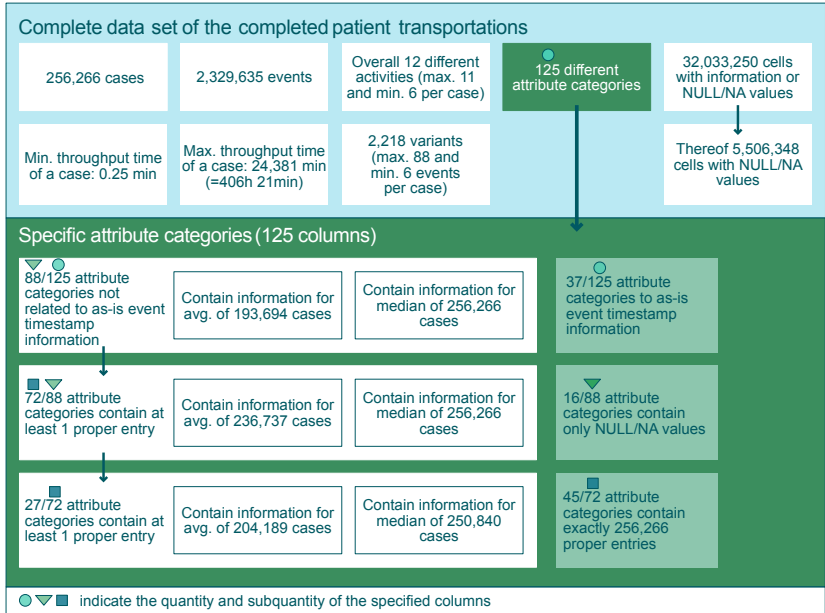 Complete data set of the completed patient transportations
256,266 cases
2,329,635 events
Overall 12 different
activities (max. 11
and min. 6 per case)
125 different
attribute categories
32,033,250 cells
with information or
NULL/NA values
Min. throughput time
of a case: 0.25 min
Max. throughput time
of a case: 24,381 min
(=406h 21min)
2,218 variants
(max. 88 and
min. 6 events
per case)
Thereof 5,506,348
cells with NULL/NA
values
Specific attribute categories (125 columns)
88/125 attribute
categories not
related to as-is event
timestamp
information
Contain information for
avg. of 193,694 cases
Contain information for
median of 256,266
cases
37/125 attribute
categories to as-is
event timestamp
information
72/88 attribute
categories contain at
least 1 proper entry
Contain information for
avg. of 236,737 cases
Contain information for
median of 256,266
cases
16/88 attribute
categories contain
only NULL/NA values
27/72 attribute
categories contain at
least 1 proper entry
Contain information for
avg. of 204,189 cases
Contain information for
median of 250,840
cases
45/72 attribute
categories contain
exactly 256,266
proper entries
indicate the quantity and subquantity of the specified columns